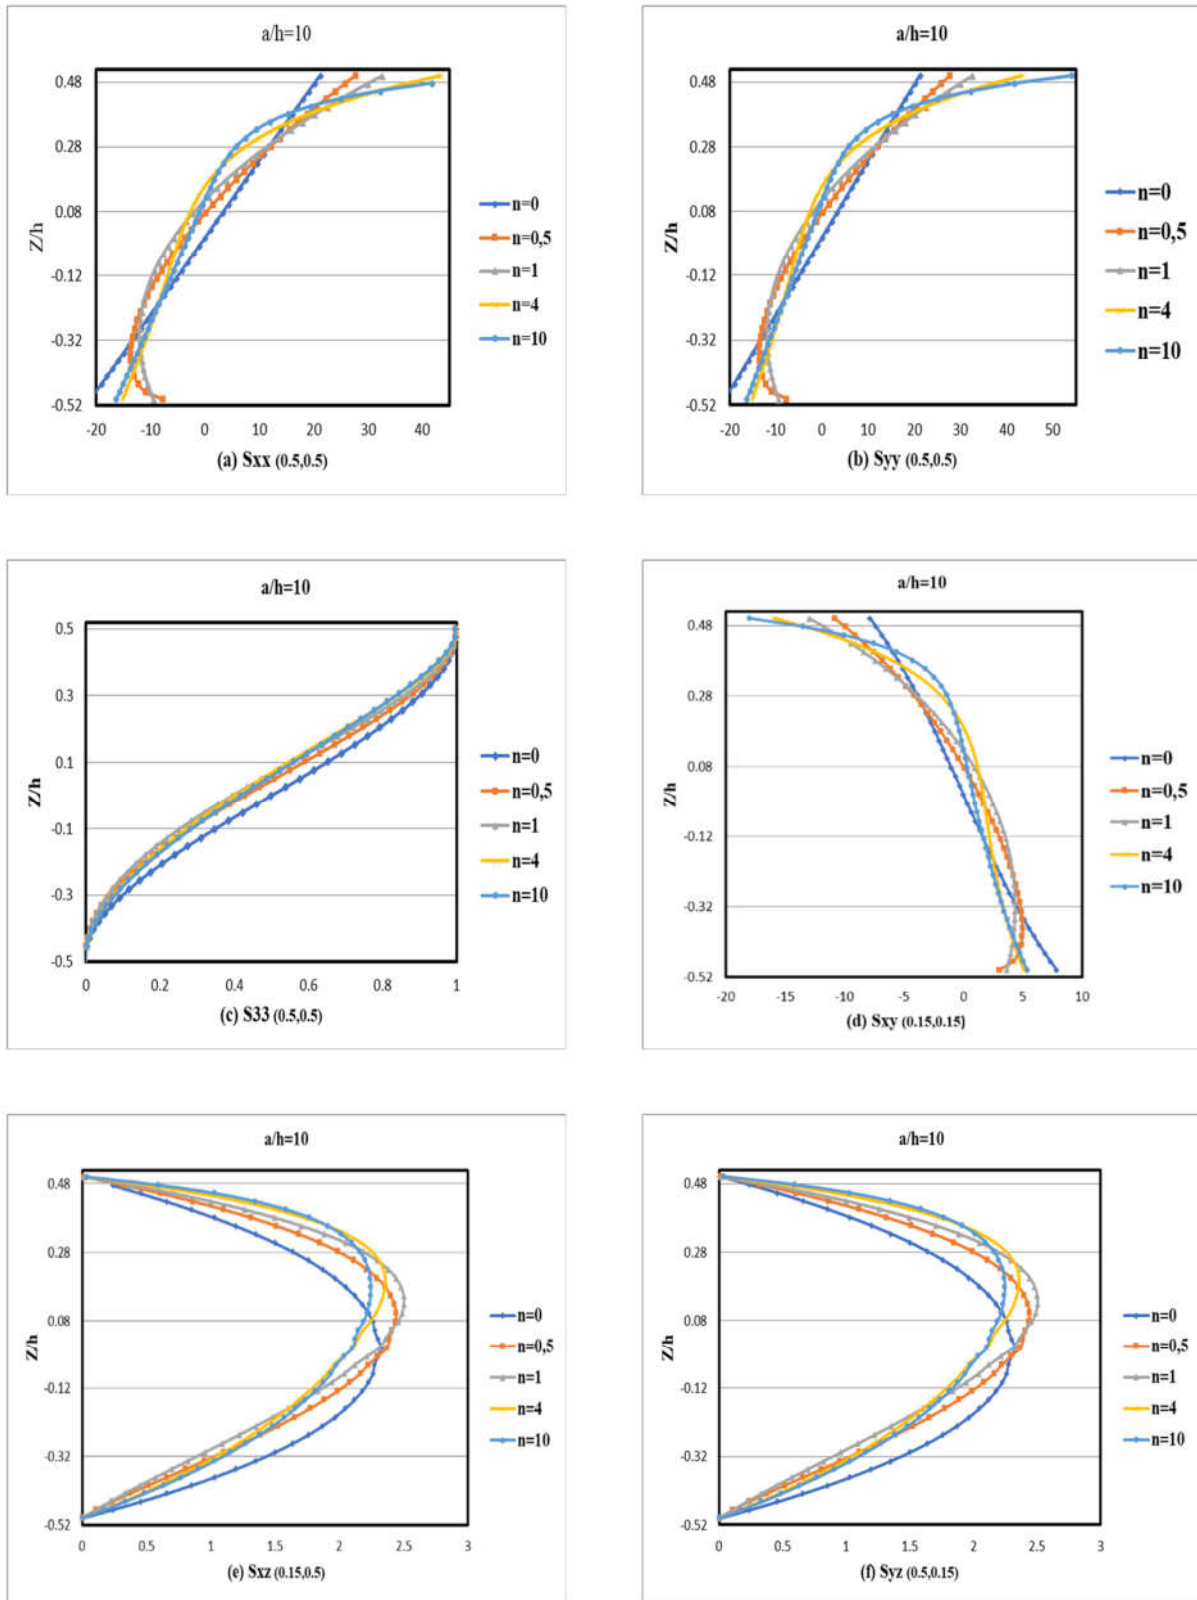 a/h=10
0.48
0.28
0.08
-0.12
-0.32
-0.52
Z/h
-20 -10 0 10 20 30 40
n=0
n=0,5
n=1
n=4
n=10
(a) Sxx (0.5,0.5)
a/h=10
0.48
0.28
0.08
-0.12
-0.32
-0.52
Z/h
-20 -10 0 10 20 30 40 50
n=0
n=0,5
n=1
n=4
n=10
(b) Syy (0.5,0.5)
a/h=10
0.5
0.3
0.1
-0.1
-0.3
-0.5
Z/h
0 0.2 0.4 0.6 0.8 1
n=0
n=0,5
n=1
n=4
n=10
(c) S33 (0.5,0.5)
a/h=10
0.48
0.28
0.08
-0.12
-0.32
-0.52
Z/h
-20 -15 -10 -5 0 5 10
n=0
n=0,5
n=1
n=4
n=10
(d) Sxy (0.15,0.15)
a/h=10
0.48
0.28
0.08
-0.12
-0.32
-0.52
Z/h
0 0.5 1 1.5 2 2.5 3
n=0
n=0,5
n=1
n=4
n=10
(e) Sxz (0.15,0.5)
a/h=10
0.48
0.28
0.08
-0.12
-0.32
-0.52
Z/h
0 0.5 1 1.5 2 2.5 3
n=0
n=0,5
n=1
n=4
n=10
(f) Syz (0.5,0.15)